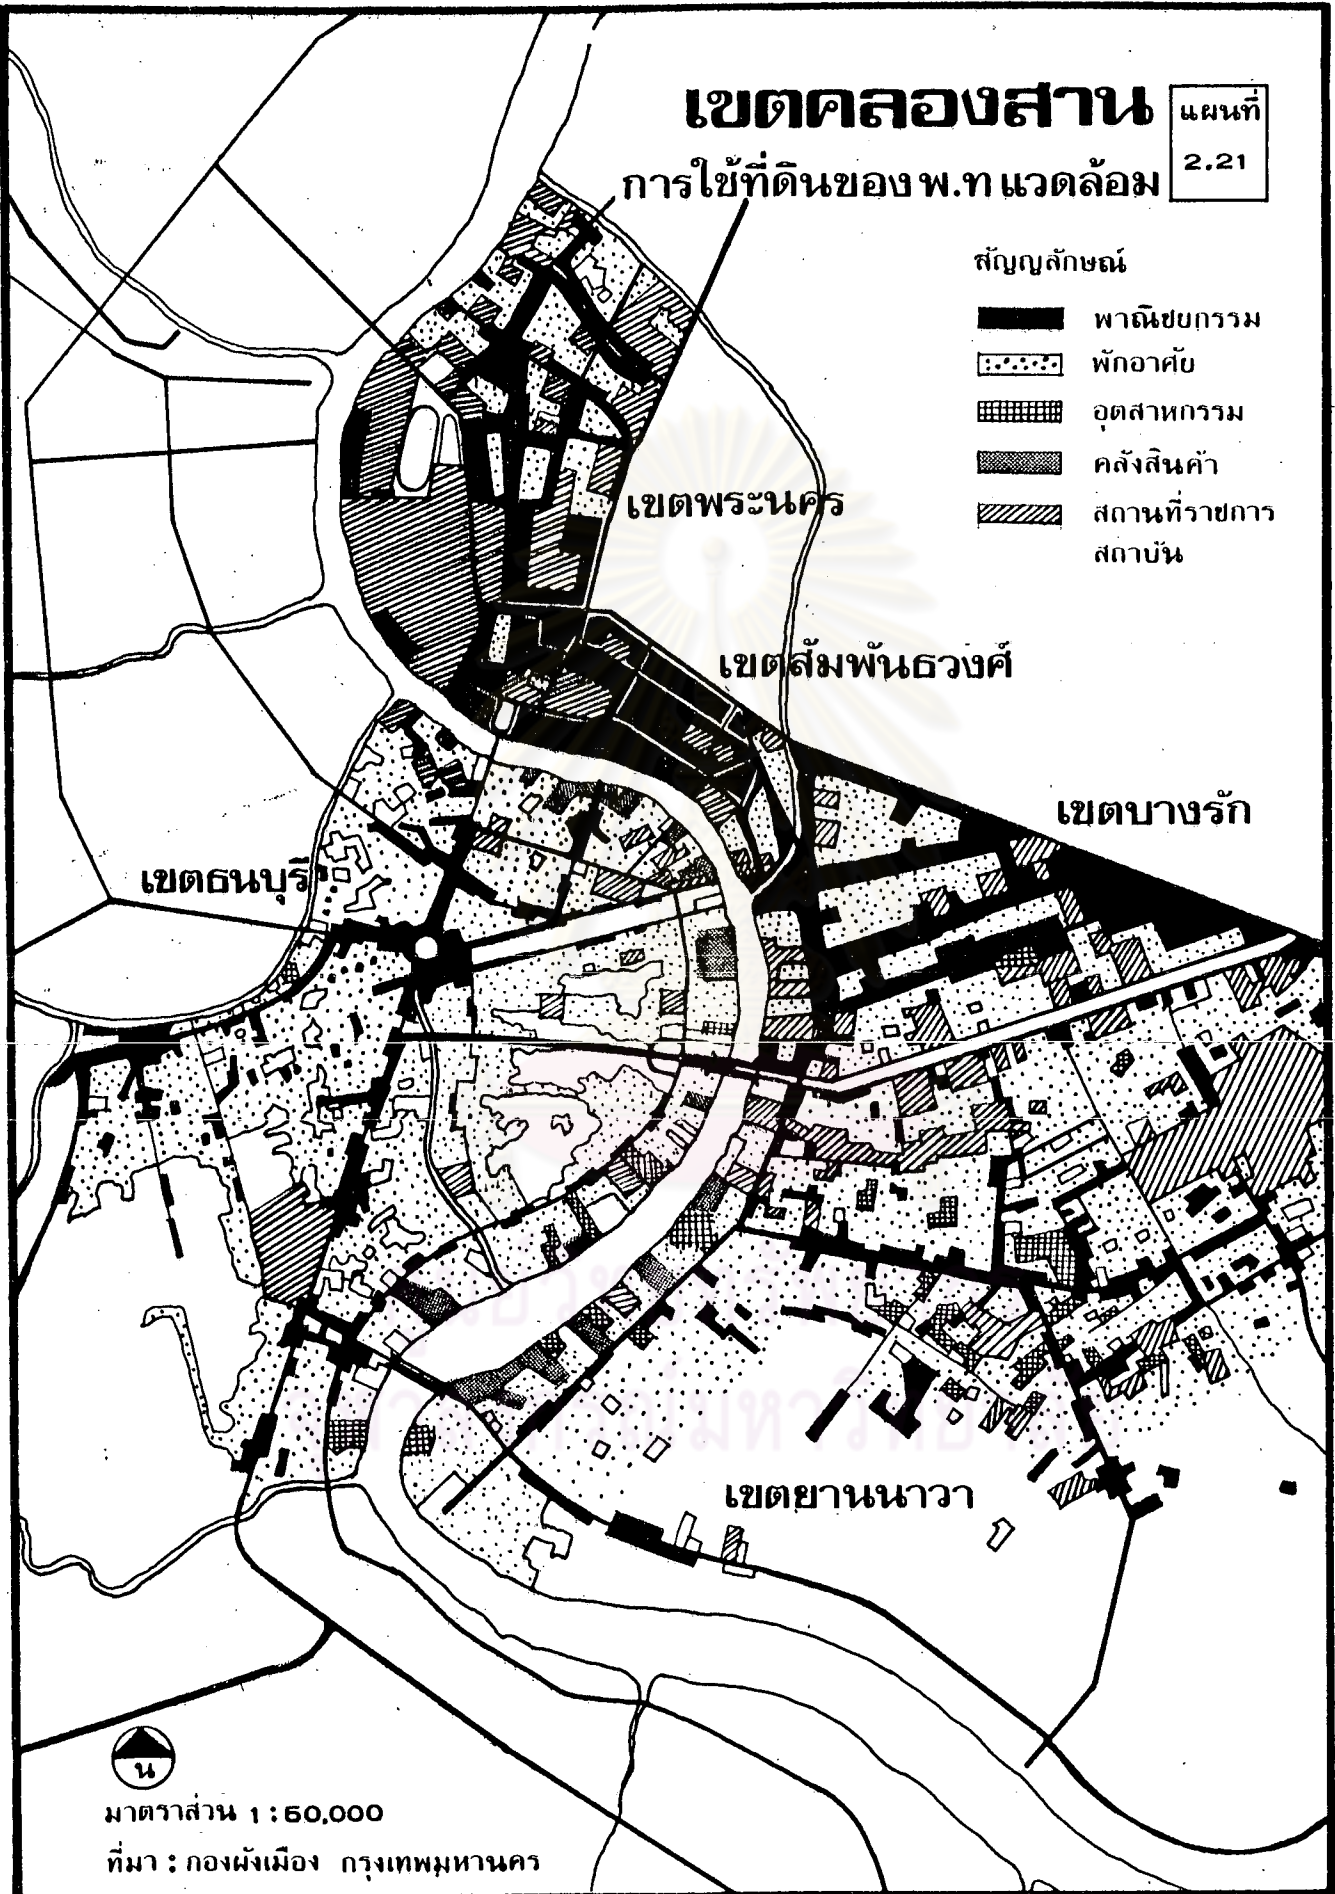 เขตคลองสาน
แผนที่
2.21
การใช้ที่ดินของ พ.ท แวดล้อม
สัญญลักษณ์
พาณิชยกรรม
พักอาศัย
อุตสาหกรรม
คลังสินค้า
สถานที่ราชการ
สถาบัน
เขตพระนคร
เขตสัมพันธวงศ์
เขตบางรัก
เขตธนบุรี
เขตยานนาวา
น
มาตราส่วน 1 : 50,000
ที่มา : กองผังเมือง กรุงเทพมหานคร